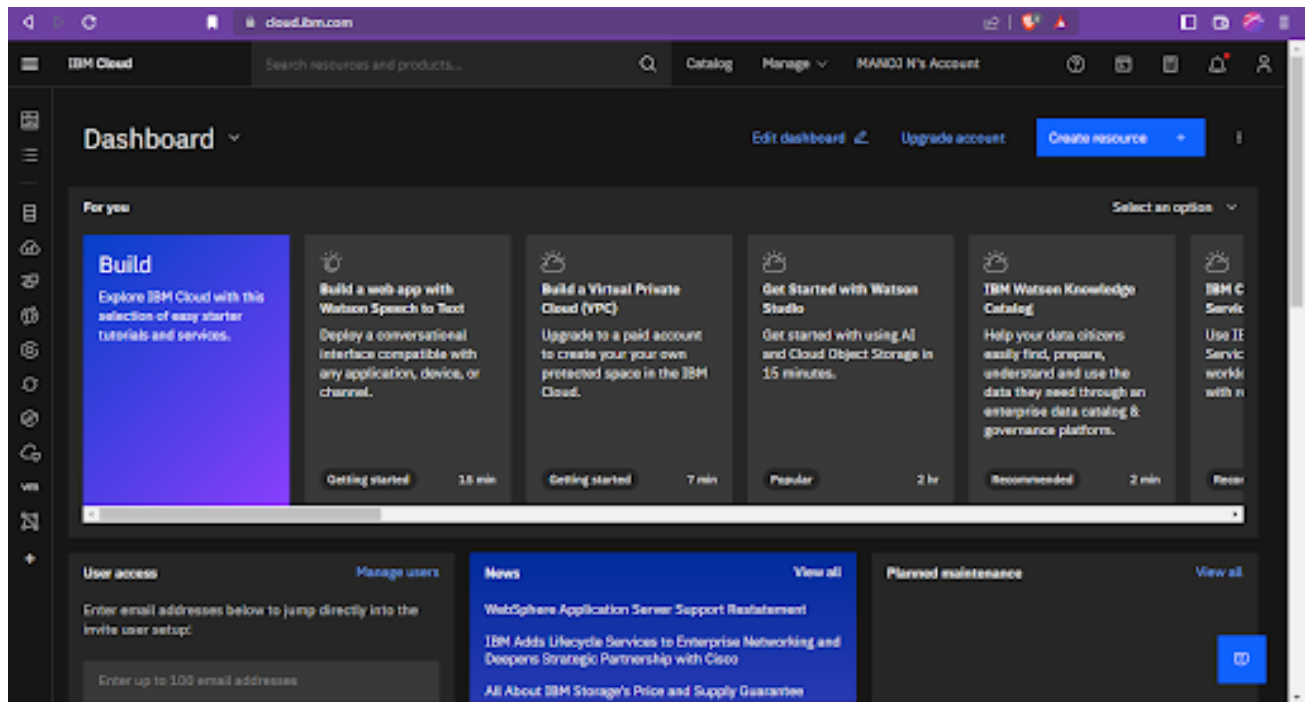 cloud.ibm.com
IBM Cloud
Search resources and products...
Catalog
Manage
MANOJ N's Account
Dashboard
Edit dashboard
Upgrade account
Create resource +
For you
Select an option
Build
Explore IBM Cloud with this
selection of easy starter
tutorials and services.
Build a web app with
Watson Speech to Text
Deploy a conversational
interface compatible with
any application, device, or
channel.
Getting started
15 min
Build a Virtual Private
Cloud (VPC)
Upgrade to a paid account
to create your your own
protected space in the IBM
Cloud.
Getting started
7 min
Get Started with Watson
Studio
Get started with using AI
and Cloud Object Storage in
15 minutes.
Popular
2 hr
IBM Watson Knowledge
Catalog
Help your data citizens
easily find, prepare,
understand and use the
data they need through an
enterprise data catalog &
governance platform.
Recommended
2 min
IBM C
Servic
Use IE
Servic
workl
with r
Recor
User access
Manage users
Enter email addresses below to jump directly into the
invite user setup:
Enter up to 100 email addresses
News
View all
WebSphere Application Server Support Restatement
IBM Adds Lifecycle Services to Enterprise Networking and
Deepens Strategic Partnership with Cisco
All About IBM Storage's Price and Supply Guarantee
Planned maintenance
View all